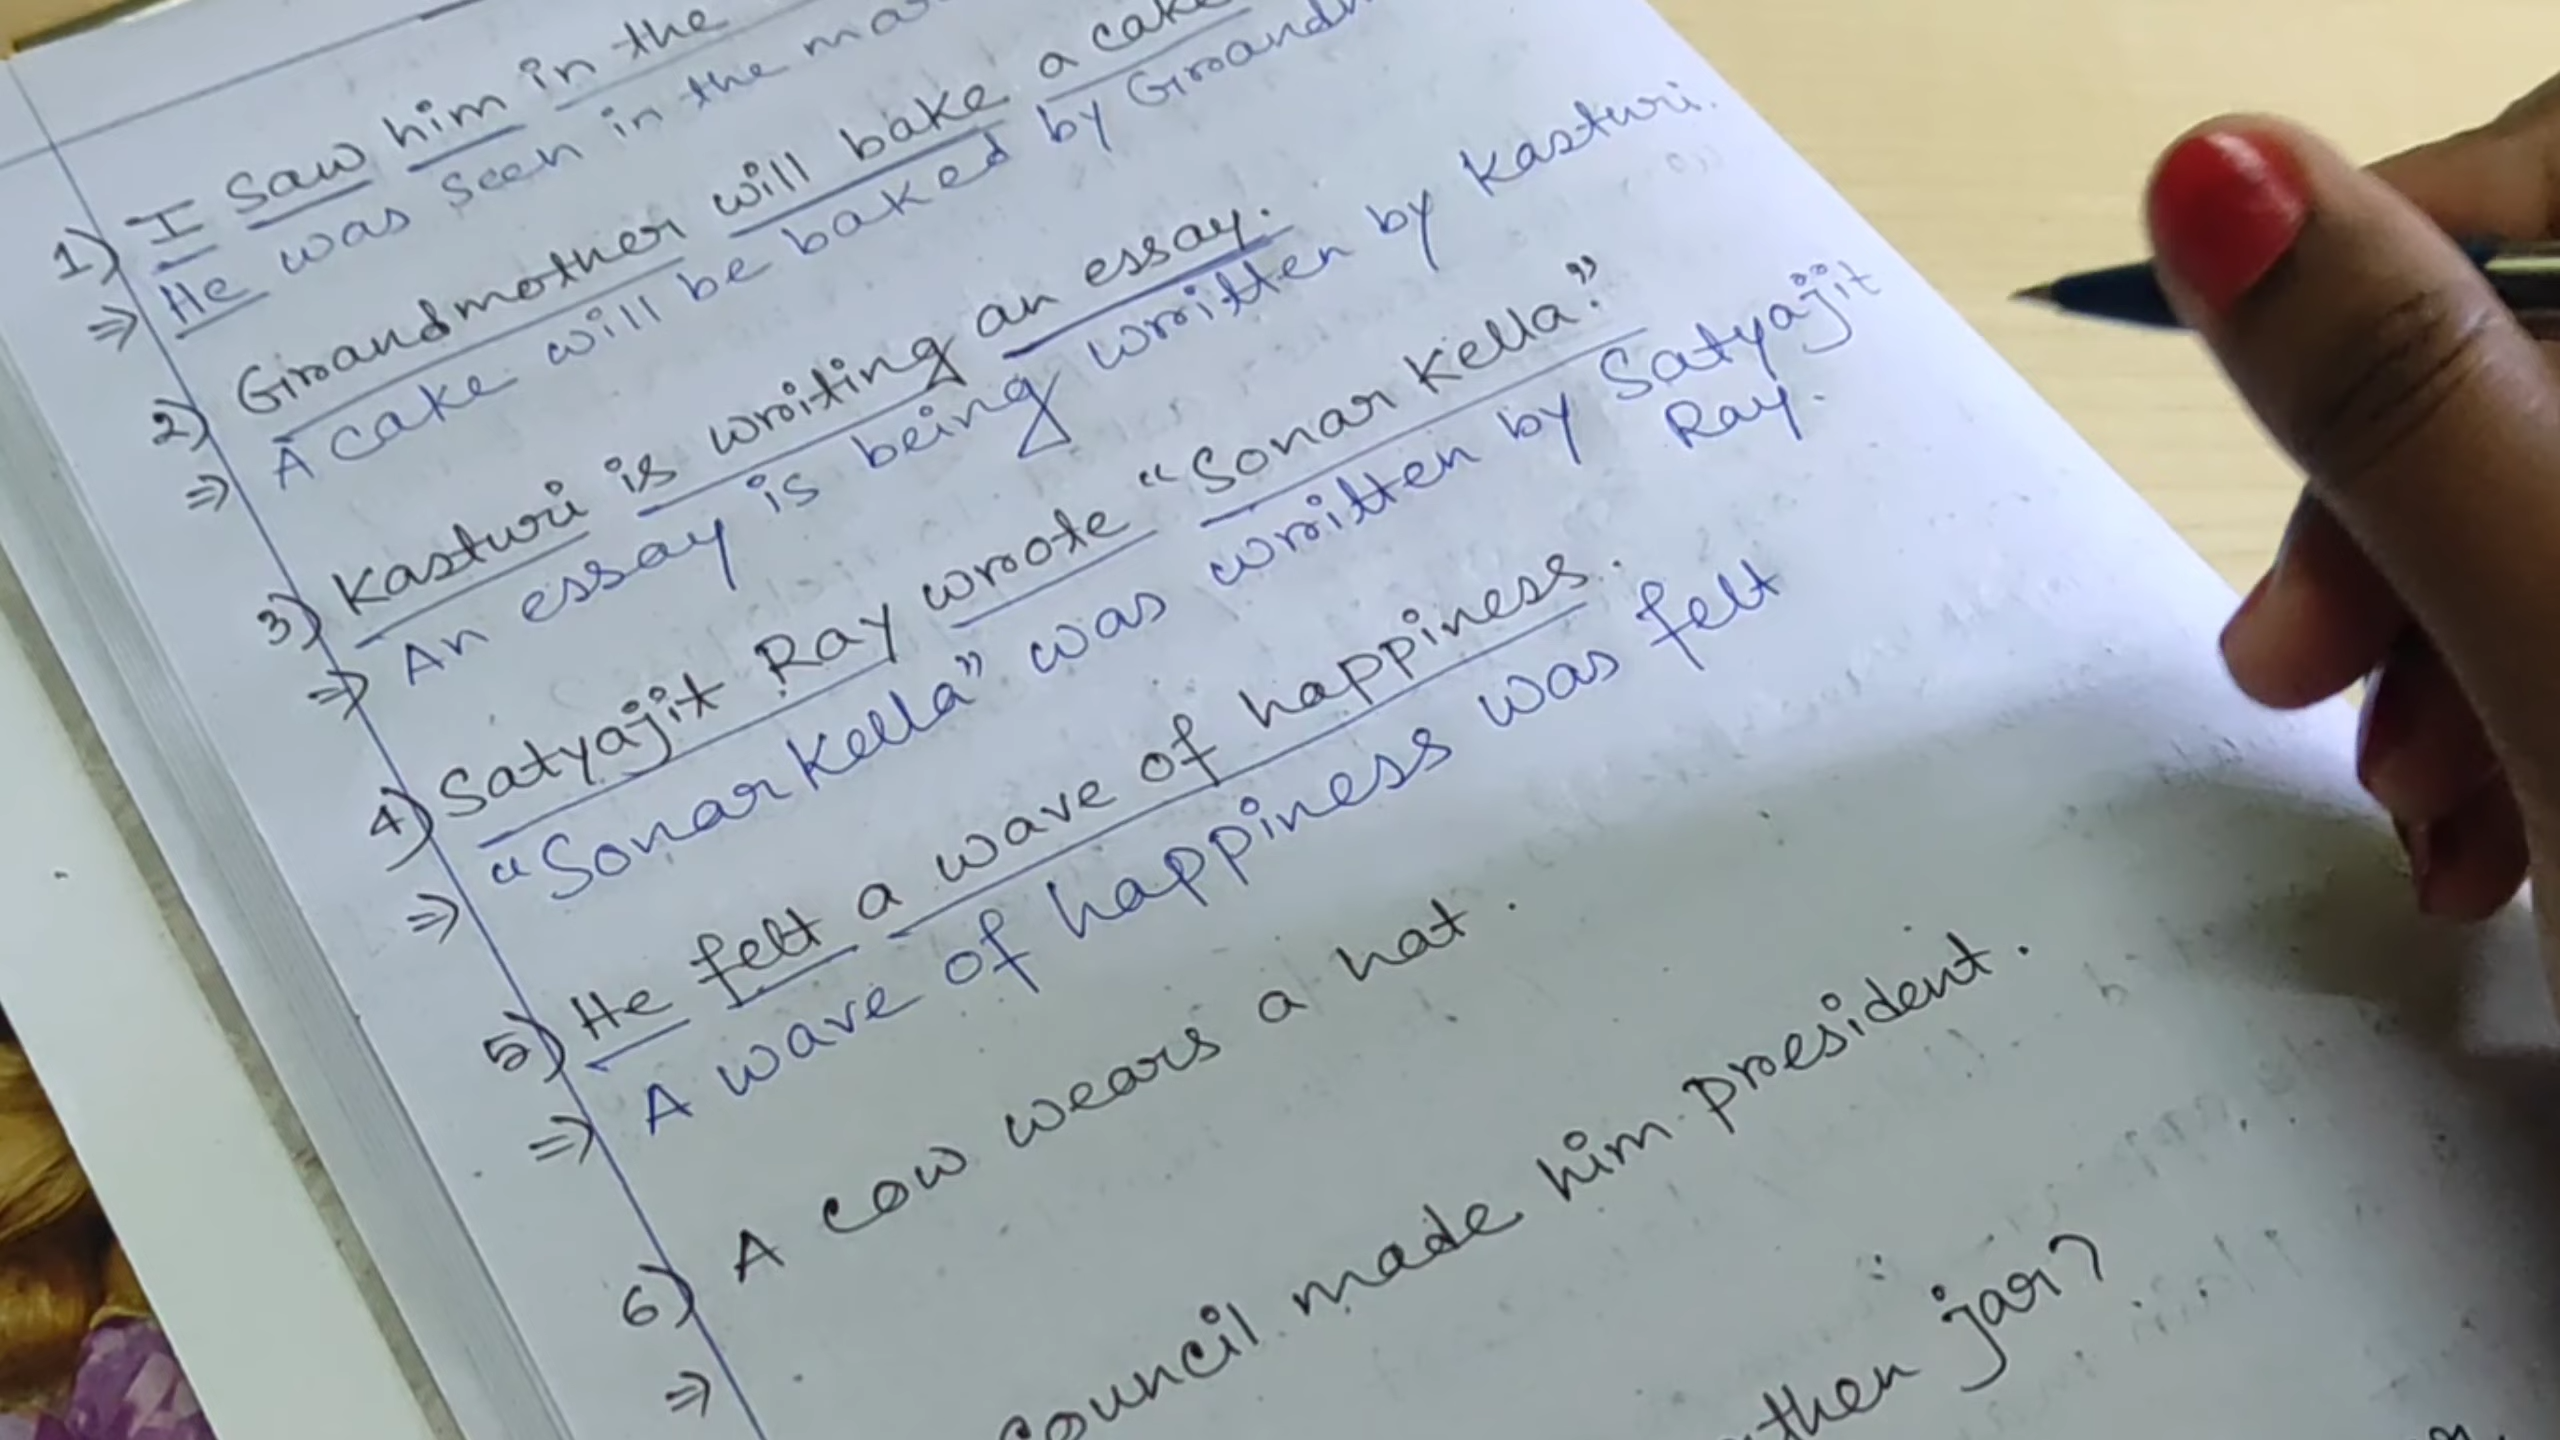 1) I Saw him in the
⇒ He was seen in the
2) Grandmother will bake a cake
⇒ A cake will be baked by
3) Kasturi is writing an essay.
⇒ An essay is being written by Kasturi.
4) Satyajit Ray wrote "Sonar Kella".
⇒ "Sonar Kella" was written by Satyajit
Ray.
5) He felt a wave of happiness.
⇒ A wave of happiness was felt
6) A cow wears a hat.
⇒
council made him president.
jar?